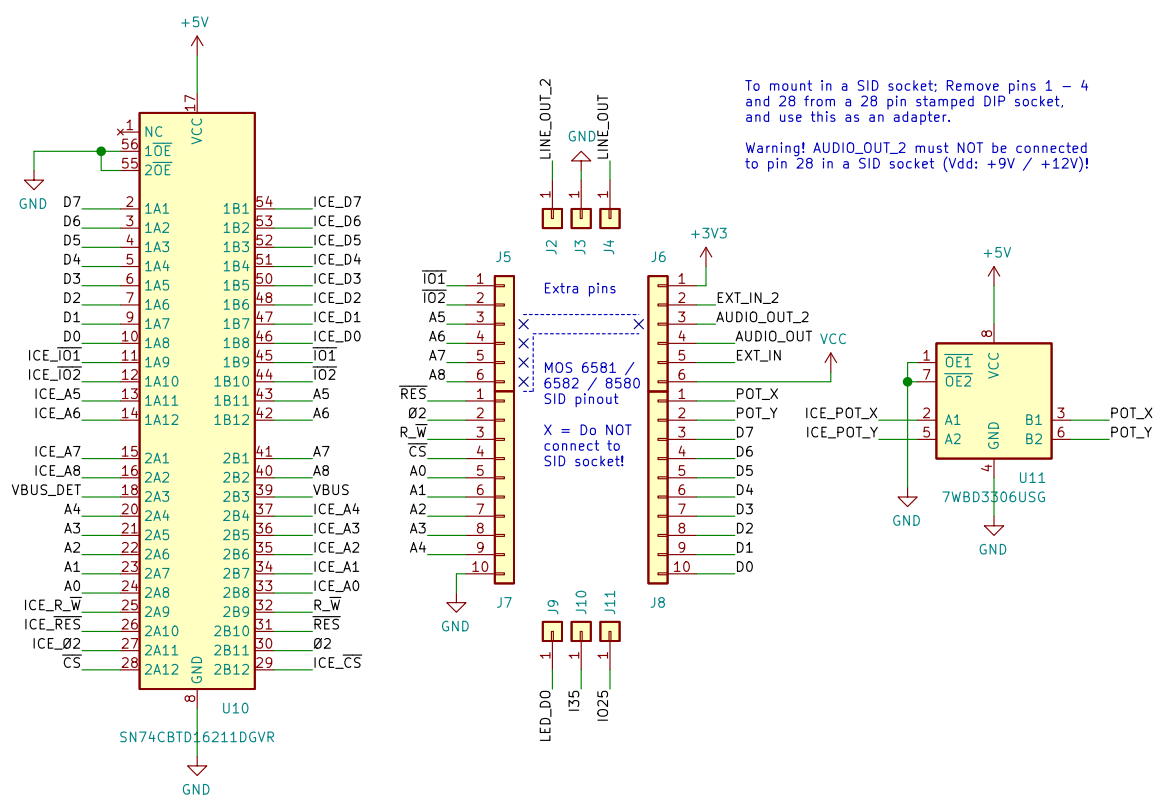 +5V
17
VCC
1 NC
56 1OE
55 2OE
GND
D7 2 1A1 1B1 54 ICE_D7
D6 3 1A2 1B2 53 ICE_D6
D5 4 1A3 1B3 52 ICE_D5
D4 5 1A4 1B4 51 ICE_D4
D3 6 1A5 1B5 50 ICE_D3
D2 7 1A6 1B6 48 ICE_D2
D1 9 1A7 1B7 47 ICE_D1
D0 10 1A8 1B8 46 ICE_D0
ICE_IO1 11 1A9 1B9 45 IO1
ICE_IO2 12 1A10 1B10 44 IO2
ICE_A5 13 1A11 1B11 43 A5
ICE_A6 14 1A12 1B12 42 A6
ICE_A7 15 2A1 2B1 41 A7
ICE_A8 16 2A2 2B2 40 A8
VBUS_DET 18 2A3 2B3 39 VBUS
A4 20 2A4 2B4 37 ICE_A4
A3 21 2A5 2B5 36 ICE_A3
A2 22 2A6 2B6 35 ICE_A2
A1 23 2A7 2B7 34 ICE_A1
A0 24 2A8 2B8 33 ICE_A0
ICE_R_W 25 2A9 2B9 32 R_W
ICE_RES 26 2A10 2B10 31 RES
ICE_Ø2 27 2A11 2B11 30 Ø2
CS 28 2A12 2B12 29 ICE_CS
GND
8
U10
SN74CBTD16211DGVR
GND
LINE_OUT_2
GND
LINE_OUT
1 1 1
J2 J3 J4
J5
IO1 1
IO2 2
A5 3
A6 4
A7 5
A8 6
RES 1
Ø2 2
R_W 3
CS 4
A0 5
A1 6
A2 7
A3 8
A4 9
10
J7
GND
Extra pins
MOS 6581 /
6582 / 8580
SID pinout
X = Do NOT
connect to
SID socket!
+3V3
J6
1
2 EXT_IN_2
3 AUDIO_OUT_2
4 AUDIO_OUT
5 EXT_IN
6
VCC
1 POT_X
2 POT_Y
3 D7
4 D6
5 D5
6 D4
7 D3
8 D2
9 D1
10 D0
J8
J9 J10 J11
1 1 1
LED_DO
I35
IO25
To mount in a SID socket; Remove pins 1 – 4
and 28 from a 28 pin stamped DIP socket,
and use this as an adapter.
Warning! AUDIO_OUT_2 must NOT be connected
to pin 28 in a SID socket (Vdd: +9V / +12V)!
+5V
8
VCC
1 OE1
7 OE2
ICE_POT_X 2 A1 B1 3 POT_X
ICE_POT_Y 5 A2 B2 6 POT_Y
GND
4
U11
7WBD3306USG
GND
GND